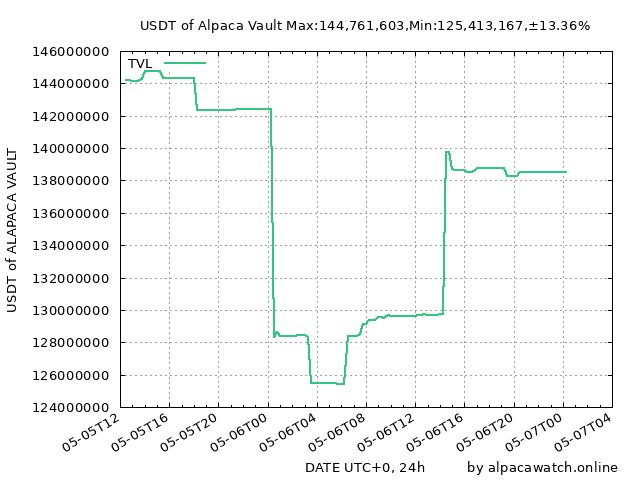 USDT of Alpaca Vault Max:144,761,603,Min:125,413,167,±13.36%
TVL
146000000
144000000
142000000
140000000
138000000
136000000
134000000
132000000
130000000
128000000
126000000
124000000
USDT of ALAPACA VAULT
05-05T12
05-05T16
05-05T20
05-06T00
05-06T04
05-06T08
05-06T12
05-06T16
05-06T20
05-07T00
05-07T04
DATE UTC+0, 24h
by alpacawatch.online